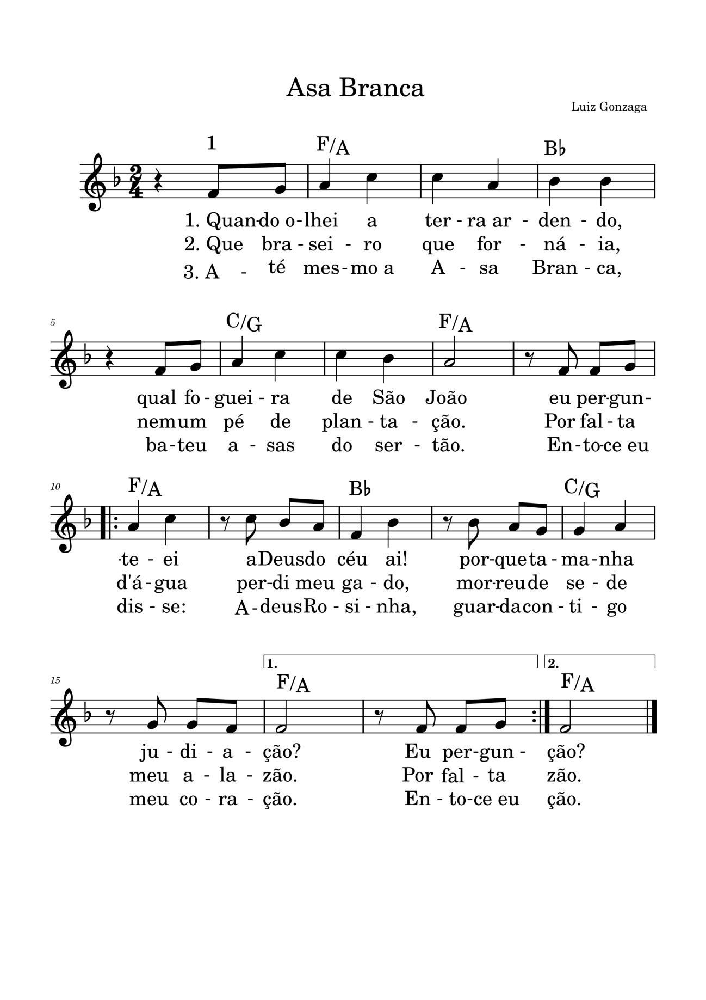 Asa Branca
Luiz Gonzaga
1 F/A B♭
2/4
1. Quan-do o-lhei a ter - ra ar - den - do,
2. Que bra - sei - ro que for - ná - ia,
3. A - té mes - mo a A - sa Bran - ca,
5 C/G F/A
qual fo - guei - ra de São João eu per - gun -
nem um pé de plan - ta - ção. Por fal - ta
ba - teu a - sas do ser - tão. En - to - ce eu
10 F/A B♭ C/G
- te - ei a Deus do céu ai! por - que ta - ma - nha
d'á - gua per - di meu ga - do, mor - reu de se - de
dis - se: A - deus Ro - si - nha, guar - da con - ti - go
1. 2.
15 F/A F/A
ju - di - a - ção? Eu per - gun - ção?
meu a - la - zão. Por fal - ta zão.
meu co - ra - ção. En - to - ce eu ção.